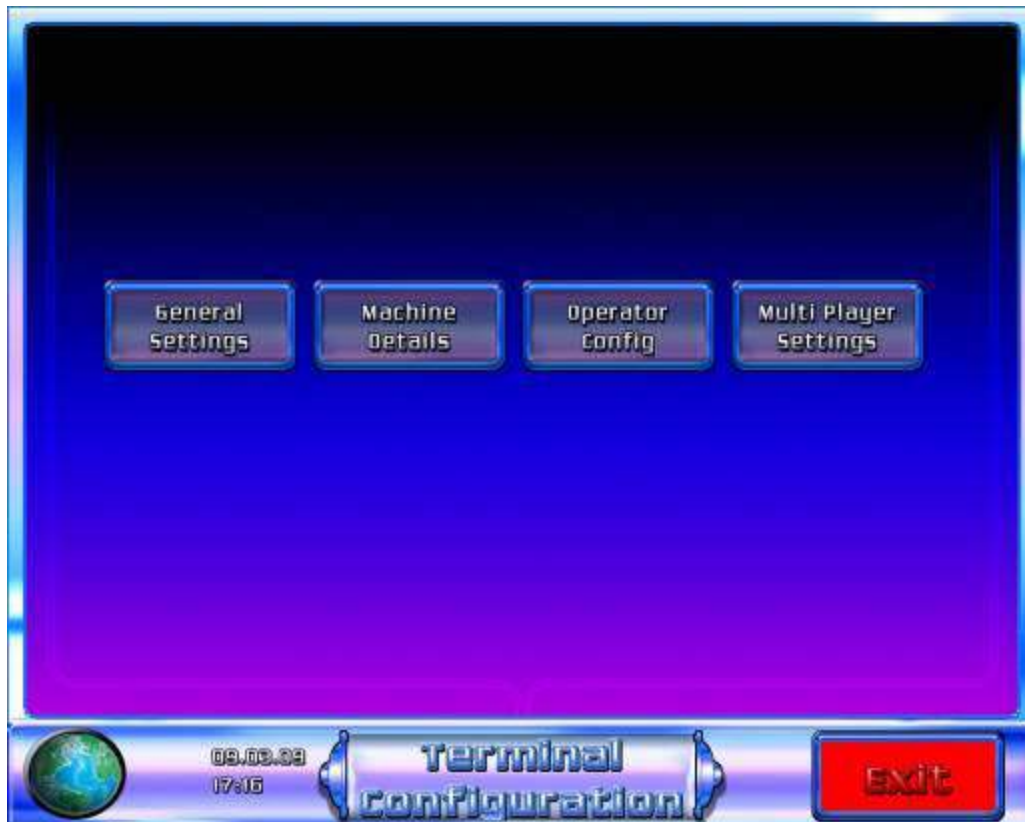 General
Settings
Machine
Details
Operator
Config
Multi Player
Settings
09.03.09
17:16
Terminal
Configuration
Exit